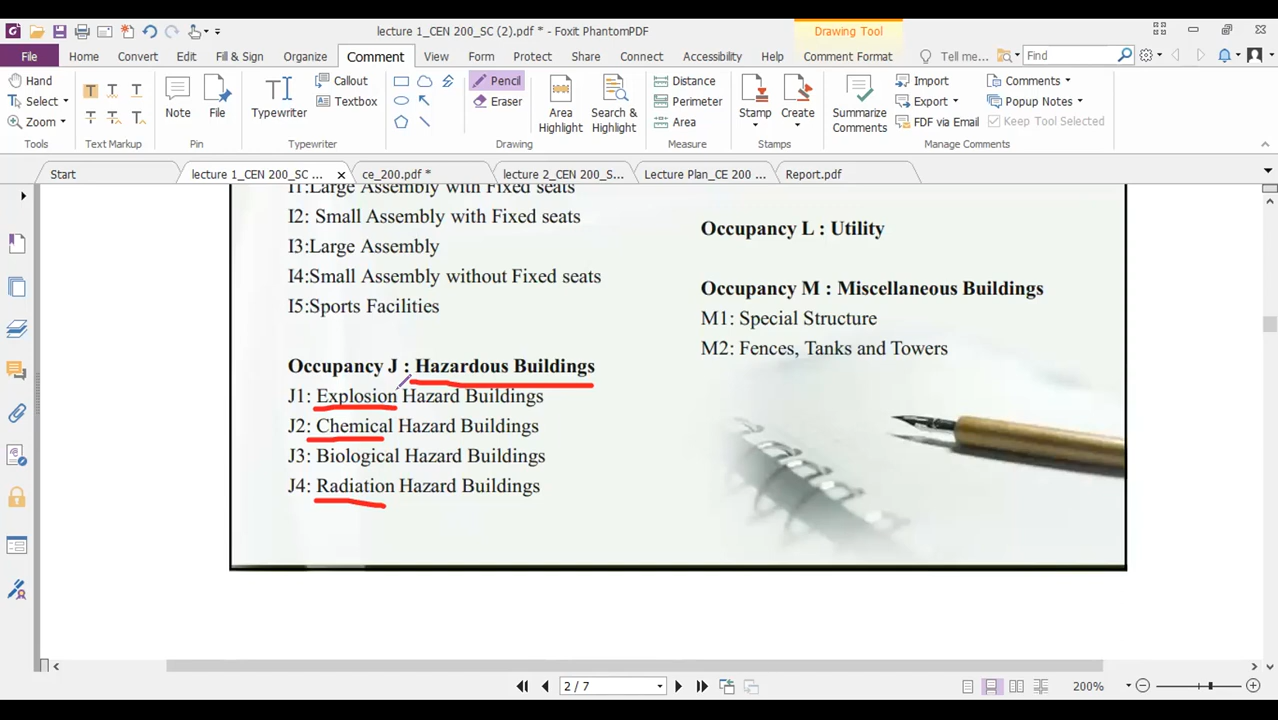 lecture 1_CEN 200_SC (2).pdf * - Foxit PhantomPDF
Drawing Tool
File Home Comment Edit Fill & Sign Organize Comment View Form Protect Share Connect Accessibility Help Comment Format Tell me... Find
Hand
Select
Zoom
Tools
Text Markup
Note
File
Pin
Typewriter
Callout
Textbox
Typewriter
Pencil
Eraser
Area Highlight
Search & Highlight
Drawing
Distance
Perimeter
Area
Measure
Stamp
Create
Stamps
Summarize Comments
Import
Export
FDF via Email
Comments
Popup Notes
Keep Tool Selected
Manage Comments
Start
lecture 1_CEN 200_SC ...
ce_200.pdf *
lecture 2_CEN 200_S...
Lecture Plan_CE 200 ...
Report.pdf
I1:Large Assembly with Fixed seats
I2: Small Assembly with Fixed seats
I3:Large Assembly
I4:Small Assembly without Fixed seats
I5:Sports Facilities
Occupancy J : Hazardous Buildings
J1: Explosion Hazard Buildings
J2: Chemical Hazard Buildings
J3: Biological Hazard Buildings
J4: Radiation Hazard Buildings
Occupancy L : Utility
Occupancy M : Miscellaneous Buildings
M1: Special Structure
M2: Fences, Tanks and Towers
2 / 7
200%